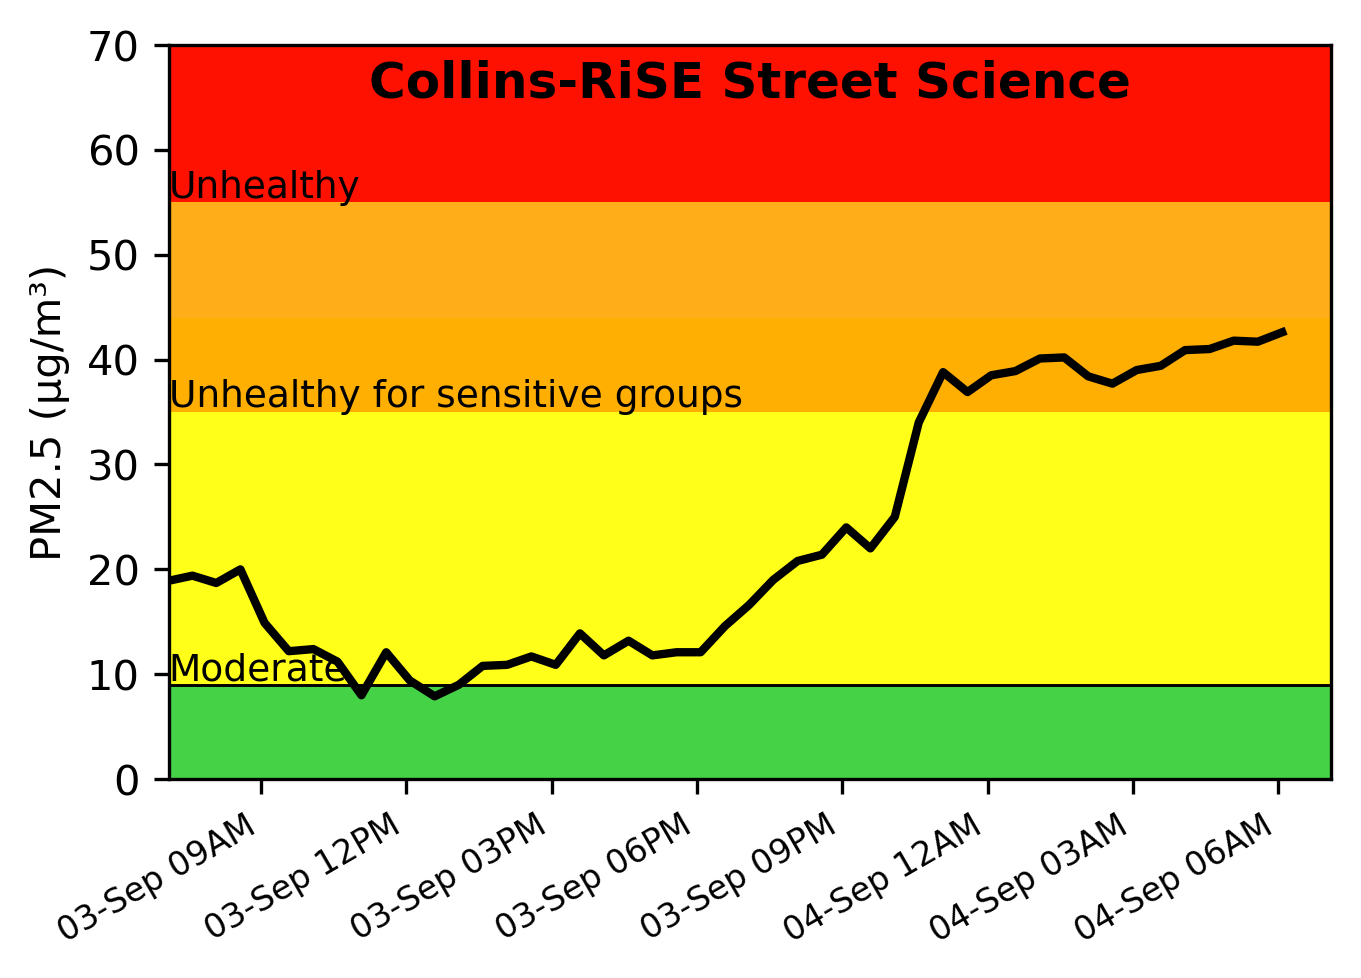 Collins-RiSE Street Science
70
60
50
40
30
20
10
0
PM2.5 (µg/m³)
Unhealthy
Unhealthy for sensitive groups
Moderate
03-Sep 09AM
03-Sep 12PM
03-Sep 03PM
03-Sep 06PM
03-Sep 09PM
04-Sep 12AM
04-Sep 03AM
04-Sep 06AM